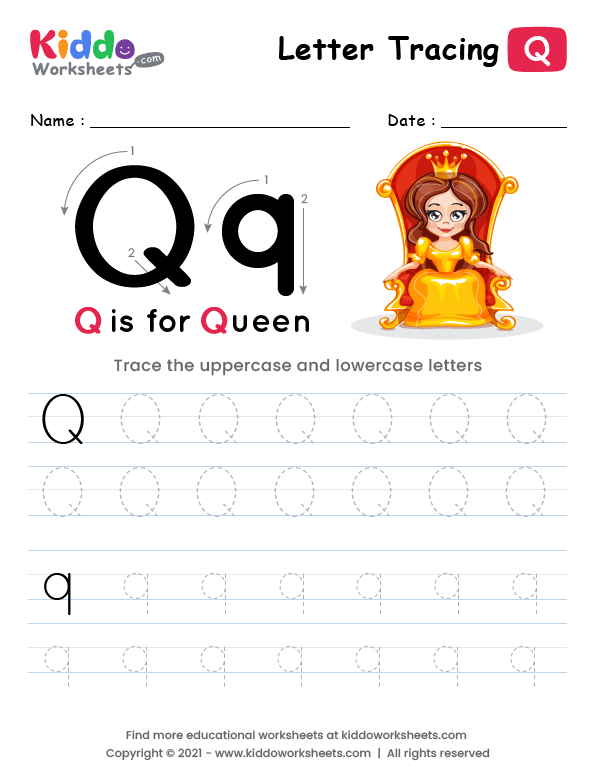 Kiddo
Worksheets.com
Letter Tracing Q
Name : Date :
1 1 2
2
Q q
Q is for Queen
Trace the uppercase and lowercase letters
Q Q Q Q Q Q Q
Q Q Q Q Q Q Q
q q q q q q q
q q q q q q q
Find more educational worksheets at kiddoworksheets.com
Copyright © 2021 - www.kiddoworksheets.com | All rights reserved